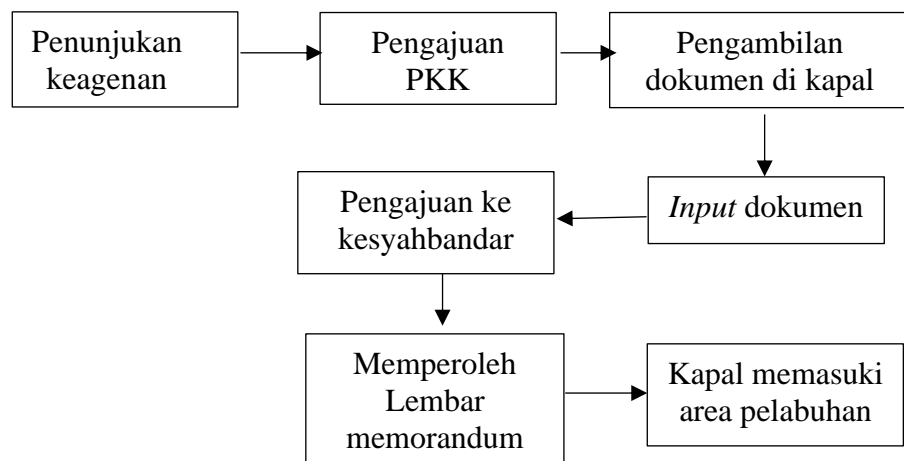 Penunjukan
keagenan
Pengajuan
PKK
Pengambilan
dokumen di kapal
Input dokumen
Pengajuan ke
kesyahbandar
Memperoleh
Lembar
memorandum
Kapal memasuki
area pelabuhan